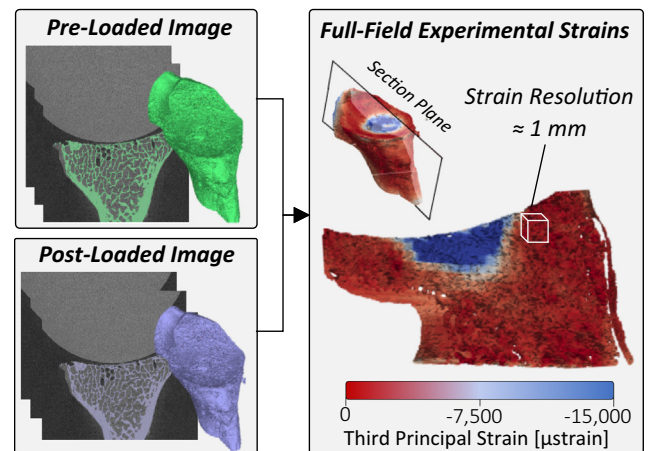 Pre-Loaded Image
Post-Loaded Image
Full-Field Experimental Strains
Section Plane
Strain Resolution
≈ 1 mm
0
-7,500
-15,000
Third Principal Strain [µstrain]